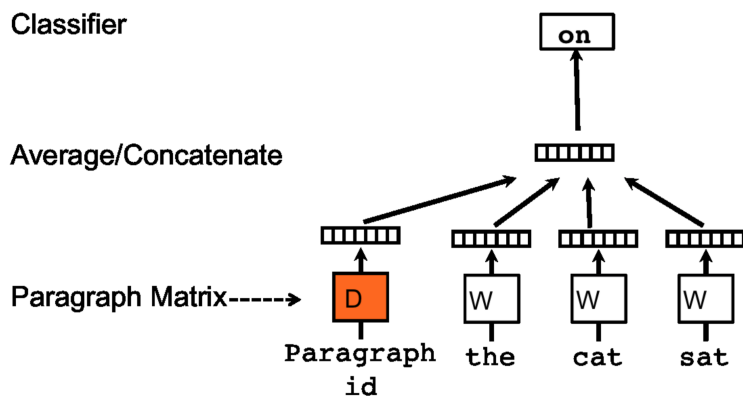 Classifier
on
Average/Concatenate
Paragraph Matrix
D
W
W
W
Paragraph
id
the
cat
sat